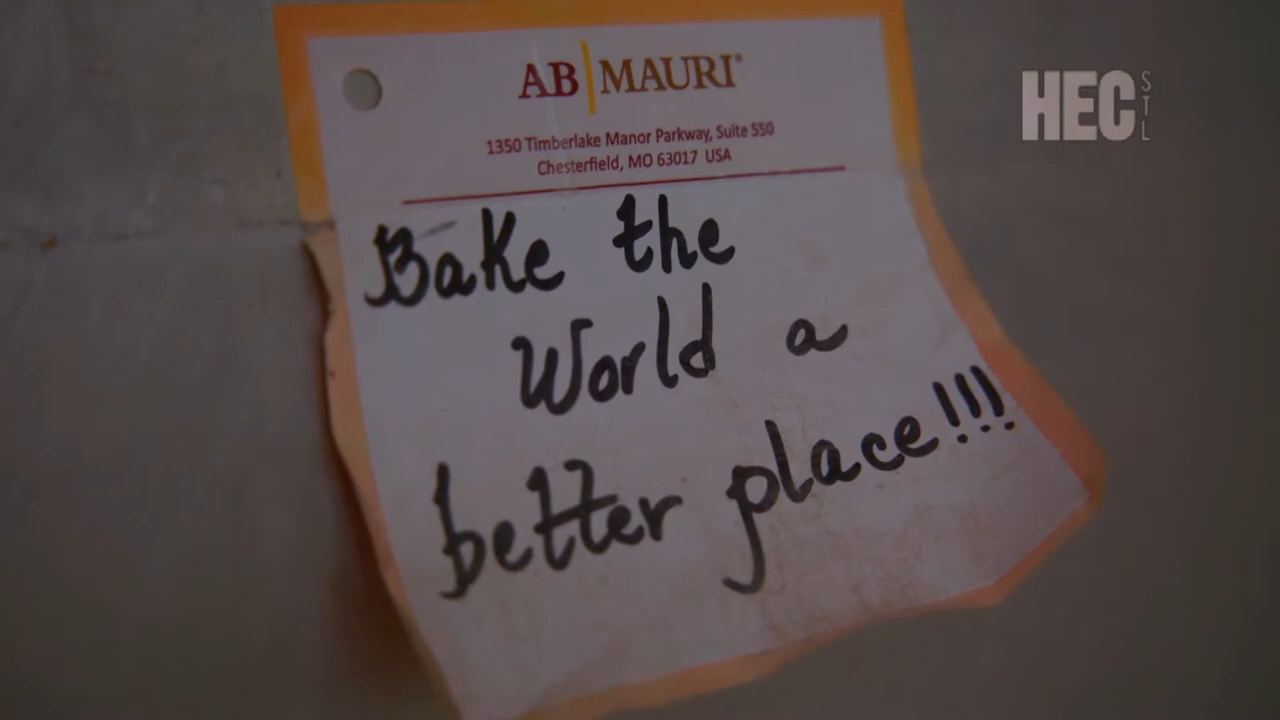 AB|MAURI®
1350 Timberlake Manor Parkway, Suite 550
Chesterfield, MO 63017 USA
Bake the
World a
better place!!!
HEC
STL